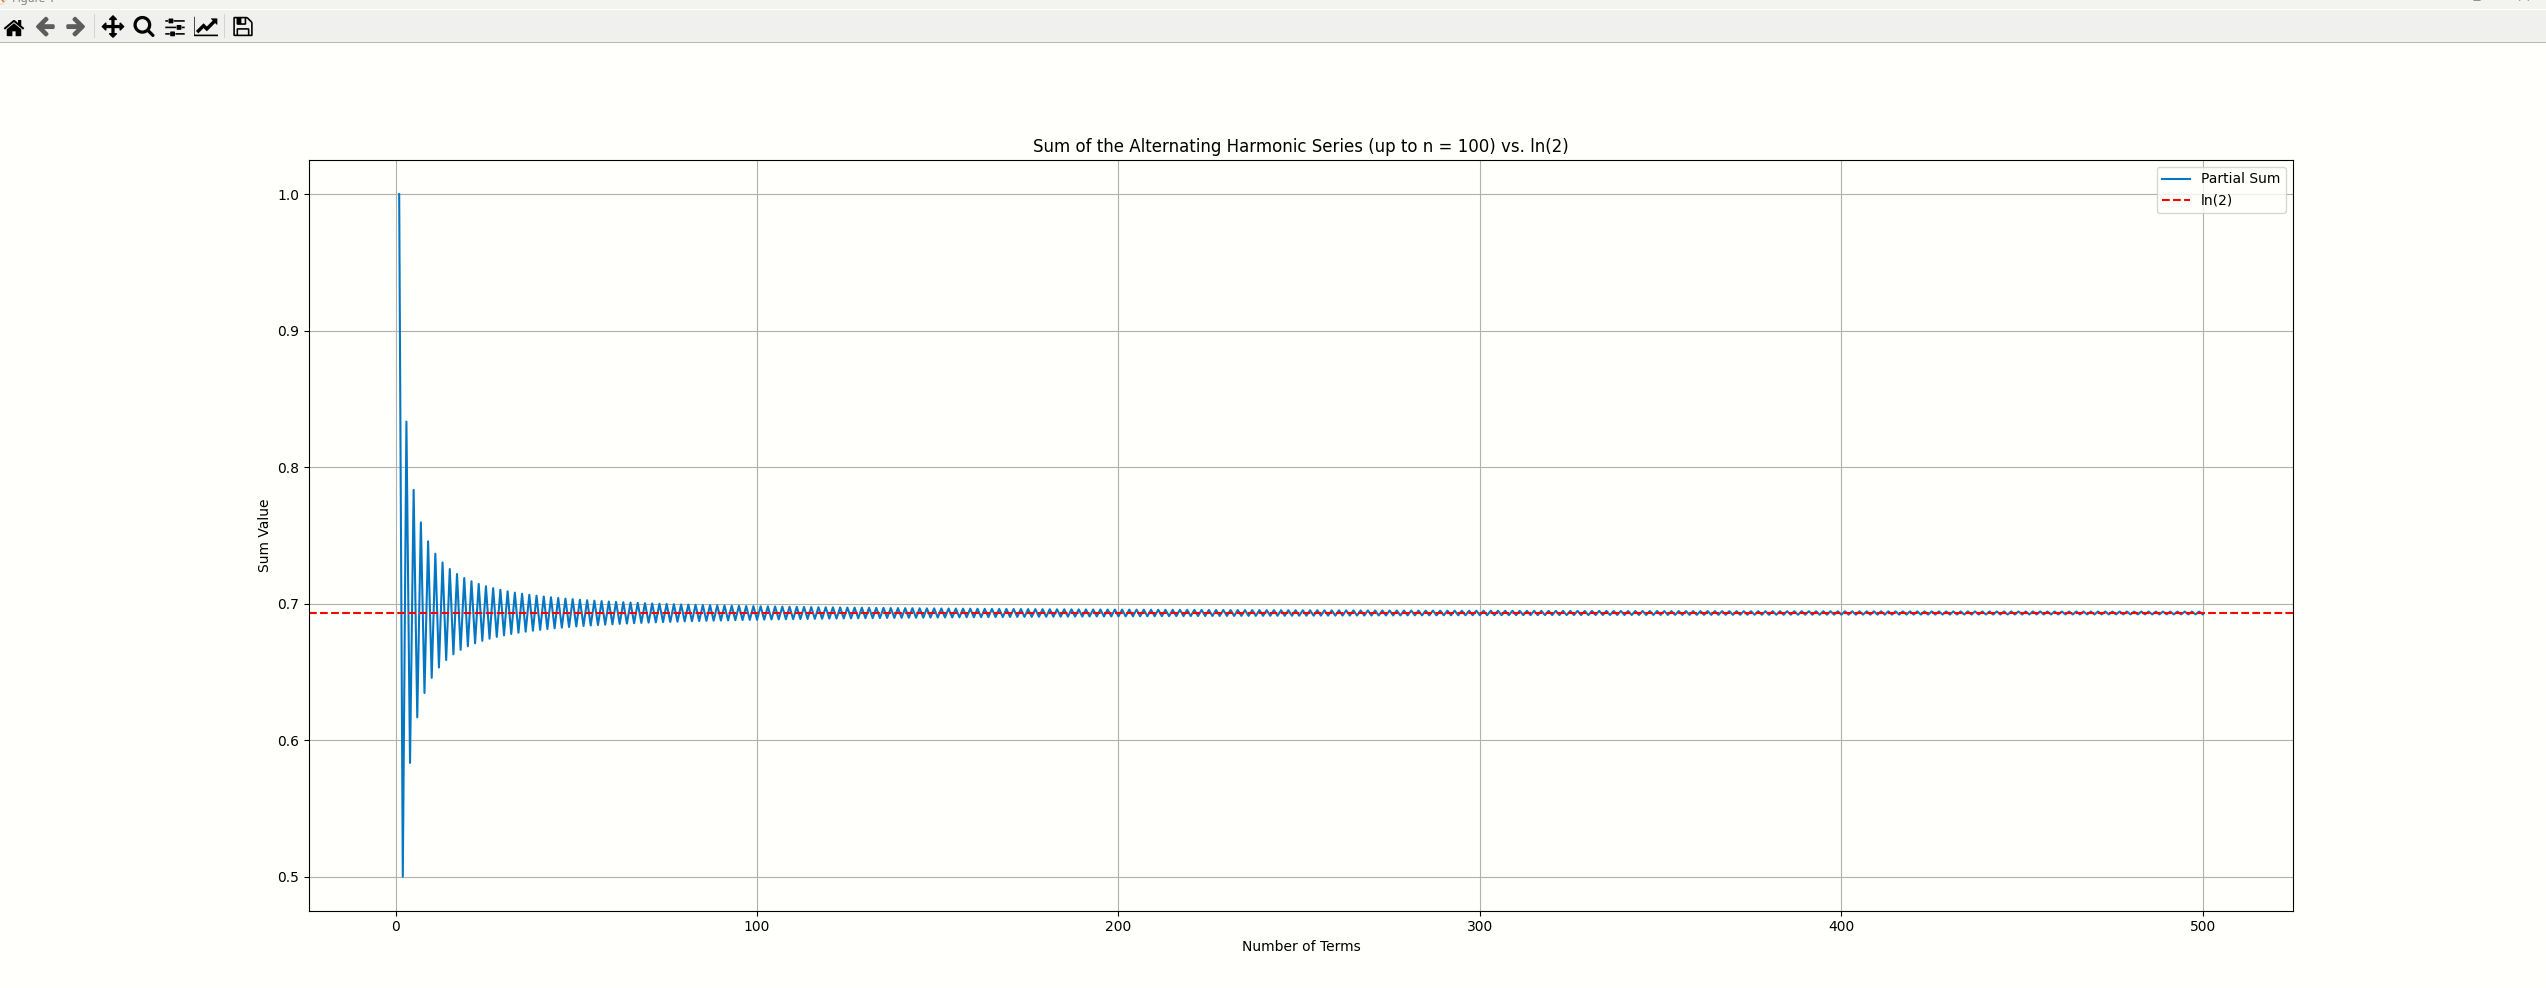 Sum of the Alternating Harmonic Series (up to n = 100) vs. ln(2)
Partial Sum
ln(2)
1.0
0.9
0.8
0.7
0.6
0.5
Sum Value
0
100
200
300
400
500
Number of Terms